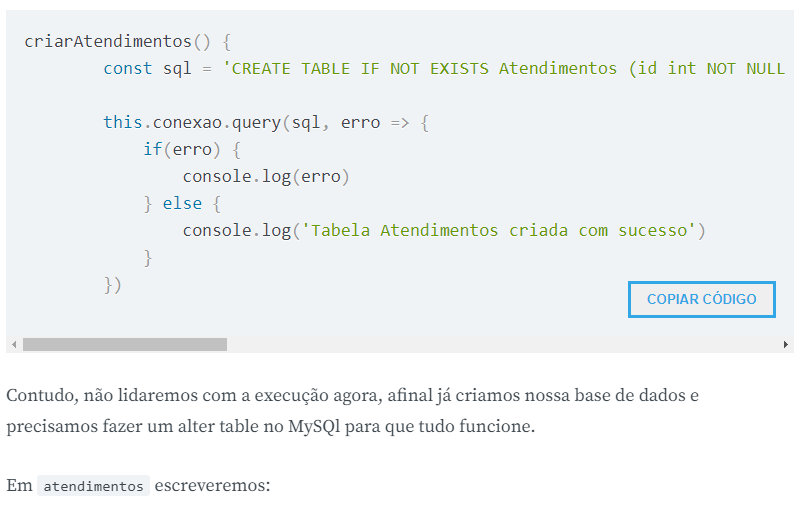 criarAtendimentos() {
const sql = 'CREATE TABLE IF NOT EXISTS Atendimentos (id int NOT NULL
this.conexao.query(sql, erro => {
if(erro) {
console.log(erro)
} else {
console.log('Tabela Atendimentos criada com sucesso')
}
})
COPIAR CÓDIGO
Contudo, não lidaremos com a execução agora, afinal já criamos nossa base de dados e
precisamos fazer um alter table no MySQl para que tudo funcione.
Em atendimentos escreveremos: